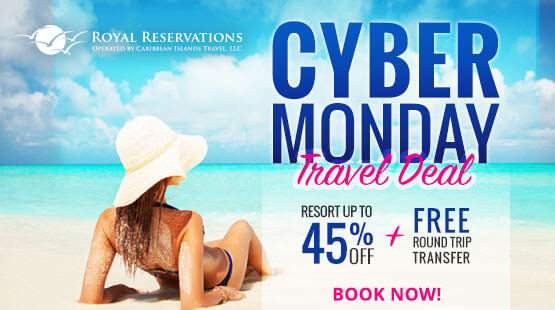 ROYAL RESERVATIONS
OPERATED BY CARIBBEAN ISLANDS TRAVEL, LLC
CYBER
MONDAY
Travel Deal
RESORT UP TO
45% OFF
+
FREE
ROUND TRIP
TRANSFER
BOOK NOW!